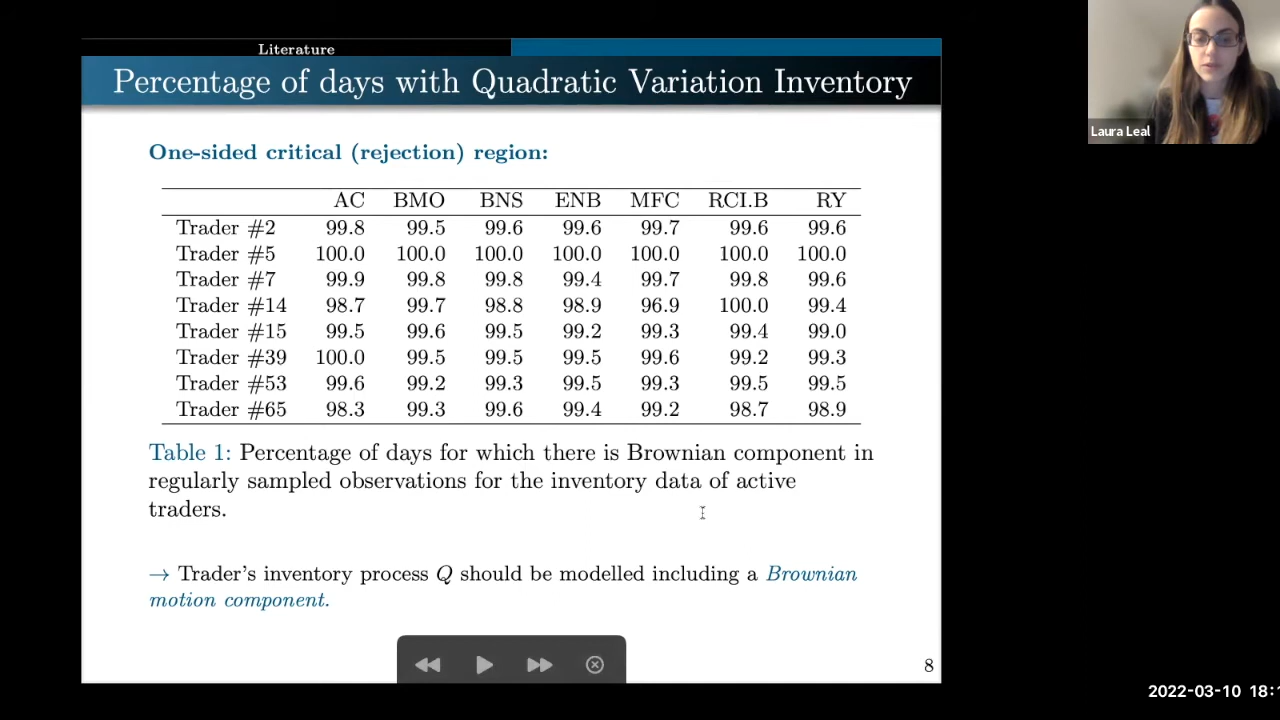 Literature
Percentage of days with Quadratic Variation Inventory
One-sided critical (rejection) region:
AC BMO BNS ENB MFC RCI.B RY
Trader #2 99.8 99.5 99.6 99.6 99.7 99.6 99.6
Trader #5 100.0 100.0 100.0 100.0 100.0 100.0 100.0
Trader #7 99.9 99.8 99.8 99.4 99.7 99.8 99.6
Trader #14 98.7 99.7 98.8 98.9 96.9 100.0 99.4
Trader #15 99.5 99.6 99.5 99.2 99.3 99.4 99.0
Trader #39 100.0 99.5 99.5 99.5 99.6 99.2 99.3
Trader #53 99.6 99.2 99.3 99.5 99.3 99.5 99.5
Trader #65 98.3 99.3 99.6 99.4 99.2 98.7 98.9
Table 1: Percentage of days for which there is Brownian component in
regularly sampled observations for the inventory data of active
traders.
→ Trader's inventory process Q should be modelled including a Brownian
motion component.
8
Laura Leal
2022-03-10 18: